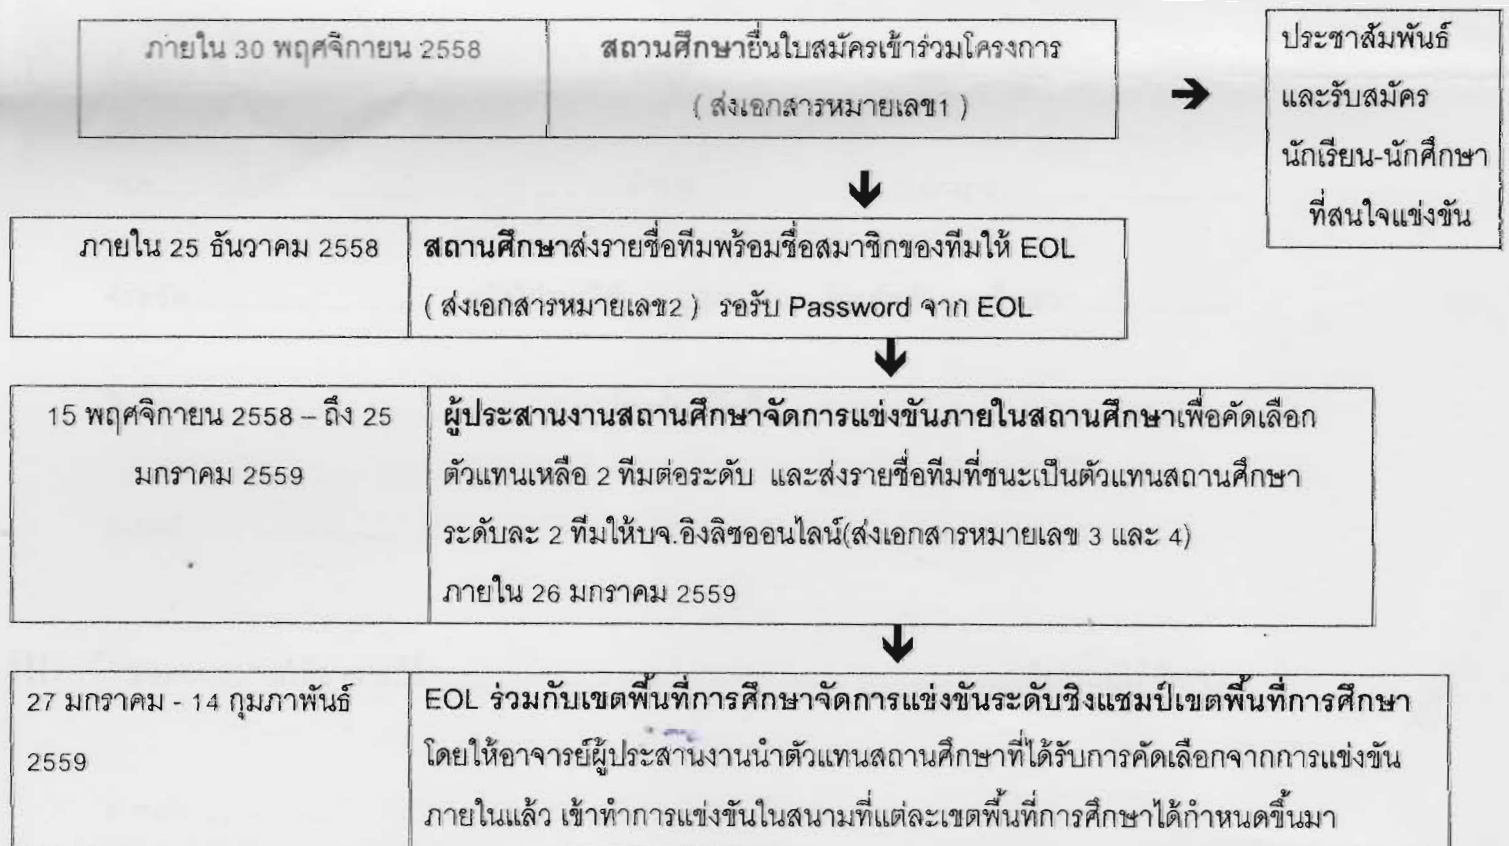 ภายใน 30 พฤศจิกายน 2558
สถานศึกษายื่นใบสมัครเข้าร่วมโครงการ
( ส่งเอกสารหมายเลข1 )
ประชาสัมพันธ์
และรับสมัคร
นักเรียน-นักศึกษา
ที่สนใจแข่งขัน
ภายใน 25 ธันวาคม 2558
สถานศึกษาส่งรายชื่อทีมพร้อมชื่อสมาชิกของทีมให้ EOL
( ส่งเอกสารหมายเลข2 ) รอรับ Password จาก EOL
15 พฤศจิกายน 2558 – ถึง 25
มกราคม 2559
ผู้ประสานงานสถานศึกษาจัดการแข่งขันภายในสถานศึกษาเพื่อคัดเลือก
ตัวแทนเหลือ 2 ทีมต่อระดับ และส่งรายชื่อทีมที่ชนะเป็นตัวแทนสถานศึกษา
ระดับละ 2 ทีมให้บจ.อิงลิชออนไลน์(ส่งเอกสารหมายเลข 3 และ 4)
ภายใน 26 มกราคม 2559
27 มกราคม - 14 กุมภาพันธ์
2559
EOL ร่วมกับเขตพื้นที่การศึกษาจัดการแข่งขันระดับชิงแชมป์เขตพื้นที่การศึกษา
โดยให้อาจารย์ผู้ประสานงานนำตัวแทนสถานศึกษาที่ได้รับการคัดเลือกจากการแข่งขัน
ภายในแล้ว เข้าทำการแข่งขันในสนามที่แต่ละเขตพื้นที่การศึกษาได้กำหนดขึ้นมา